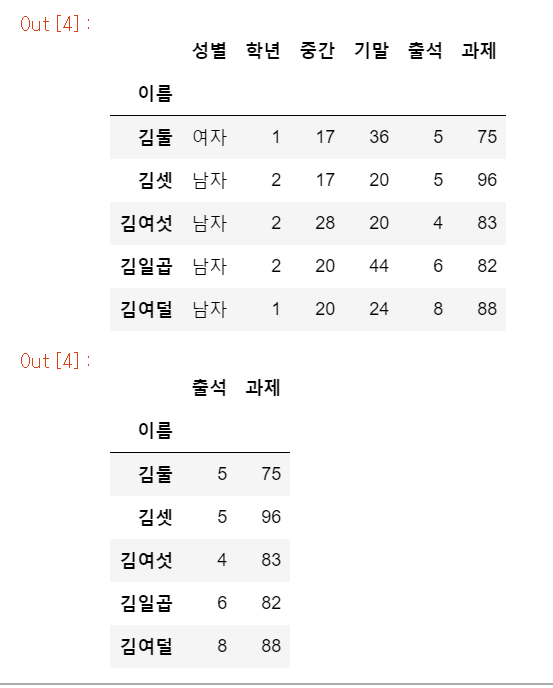 Out [4] :
성별 학년 중간 기말 출석 과제
이름
김둘 여자 1 17 36 5 75
김셋 남자 2 17 20 5 96
김여섯 남자 2 28 20 4 83
김일곱 남자 2 20 44 6 82
김여덜 남자 1 20 24 8 88
Out [4] :
출석 과제
이름
김둘 5 75
김셋 5 96
김여섯 4 83
김일곱 6 82
김여덜 8 88